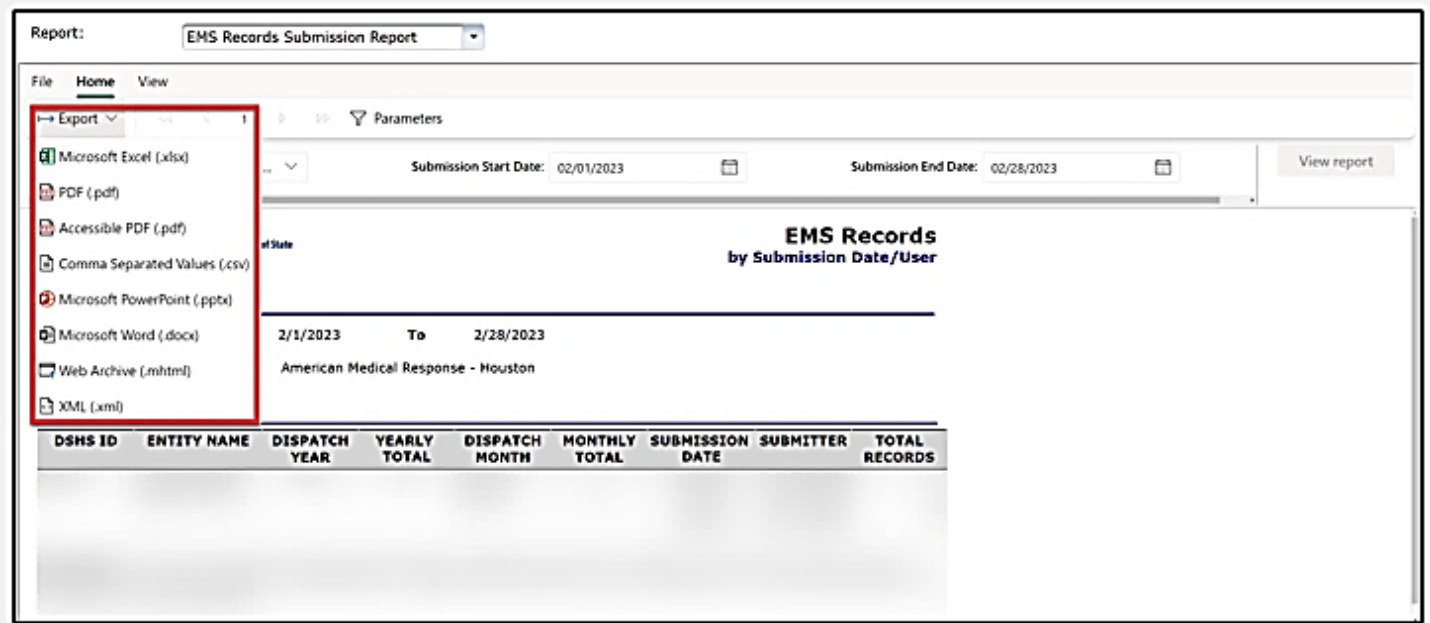 Report: EMS Records Submission Report
File Home View
Export 1 Parameters
Microsoft Excel (.xlsx)
... Submission Start Date: 02/01/2023 Submission End Date: 02/28/2023 View report
PDF (.pdf)
Accessible PDF (.pdf)
of State
EMS Records
by Submission Date/User
Comma Separated Values (.csv)
Microsoft PowerPoint (.pptx)
Microsoft Word (.docx)
2/1/2023 To 2/28/2023
Web Archive (.mhtml)
American Medical Response - Houston
XML (.xml)
DSHS ID ENTITY NAME DISPATCH YEAR YEARLY TOTAL DISPATCH MONTH MONTHLY TOTAL SUBMISSION DATE SUBMITTER TOTAL RECORDS